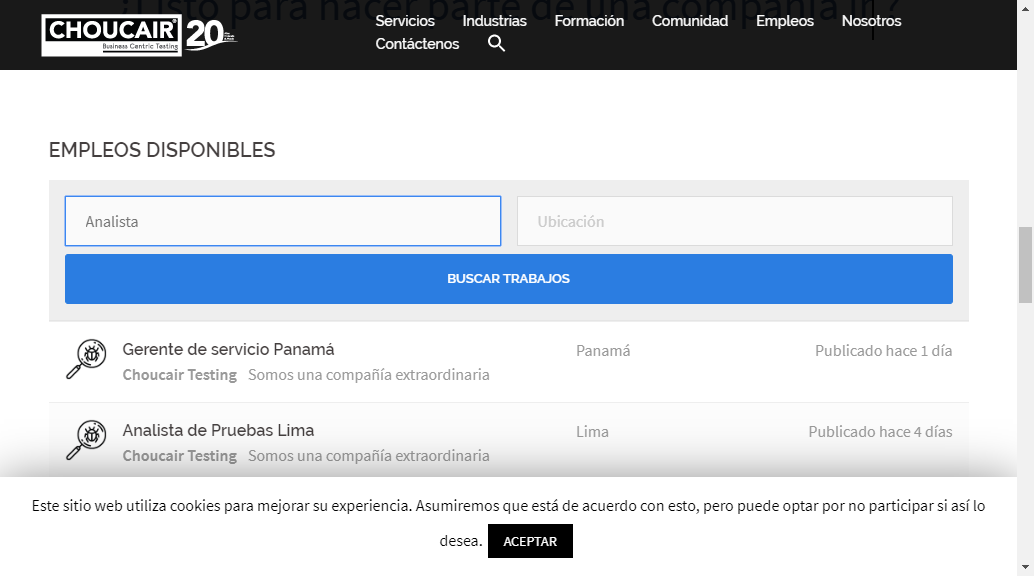 ¿Listo para hacer parte de una compañía
CHOUCAIR
Business Centric Testing
20
Servicios Industrias Formación Comunidad Empleos Nosotros
Contáctenos
EMPLEOS DISPONIBLES
Analista Ubicación
BUSCAR TRABAJOS
Gerente de servicio Panamá Panamá Publicado hace 1 día
Choucair Testing Somos una compañía extraordinaria
Analista de Pruebas Lima Lima Publicado hace 4 días
Choucair Testing Somos una compañía extraordinaria
Este sitio web utiliza cookies para mejorar su experiencia. Asumiremos que está de acuerdo con esto, pero puede optar por no participar si así lo
desea. ACEPTAR